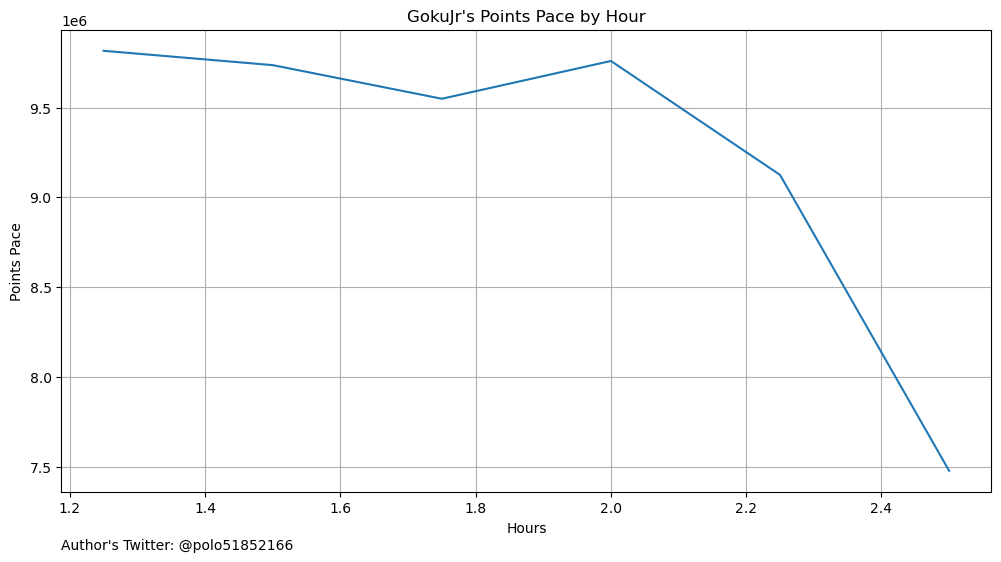 GokuJr's Points Pace by Hour
1e6
9.5
9.0
8.5
8.0
7.5
Points Pace
1.2 1.4 1.6 1.8 2.0 2.2 2.4
Hours
Author's Twitter: @polo51852166